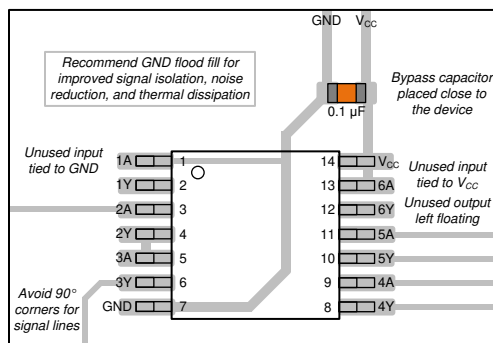 GND VCC
Recommend GND flood fill for
improved signal isolation, noise
reduction, and thermal dissipation
Bypass capacitor
placed close to
the device
0.1 µF
Unused input
tied to GND
1A 1 14 VCC
Unused input
tied to VCC
1Y 2 13 6A
2A 3 12 6Y
Unused output
left floating
2Y 4 11 5A
3A 5 10 5Y
3Y 6 9 4A
Avoid 90°
corners for
signal lines
GND 7 8 4Y